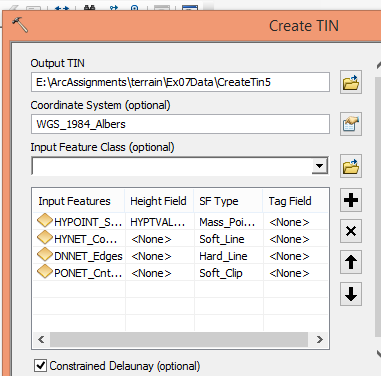 Create TIN
Output TIN
E:\ArcAssignments\terrain\Ex07Data\CreateTin5
Coordinate System (optional)
WGS_1984_Albers
Input Feature Class (optional)
Input Features Height Field SF Type Tag Field
HYPOINT_S... HYPTVAL... Mass_Poi... <None>
HYNET_Co... <None> Soft_Line <None>
DNNET_Edges <None> Hard_Line <None>
PONET_Cnt... <None> Soft_Clip <None>
Constrained Delaunay (optional)